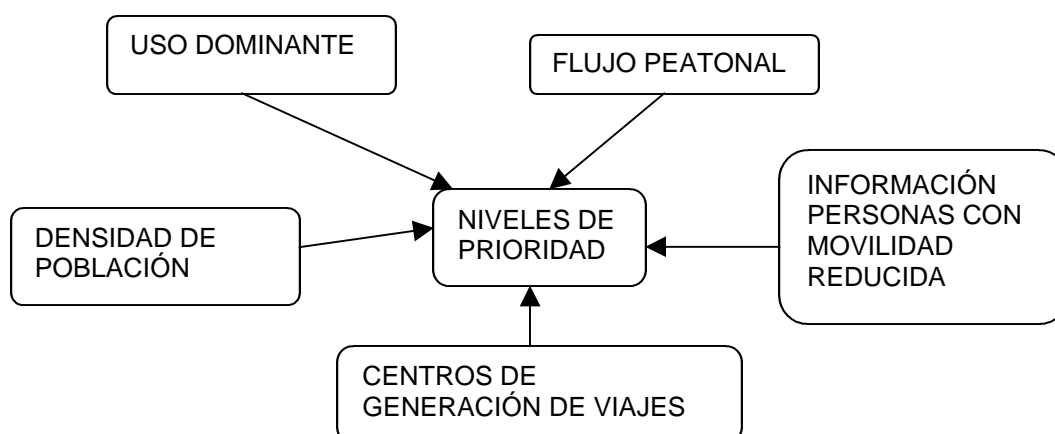 USO DOMINANTE
FLUJO PEATONAL
INFORMACIÓN
PERSONAS CON
MOVILIDAD
REDUCIDA
NIVELES DE
PRIORIDAD
DENSIDAD DE
POBLACIÓN
CENTROS DE
GENERACIÓN DE VIAJES